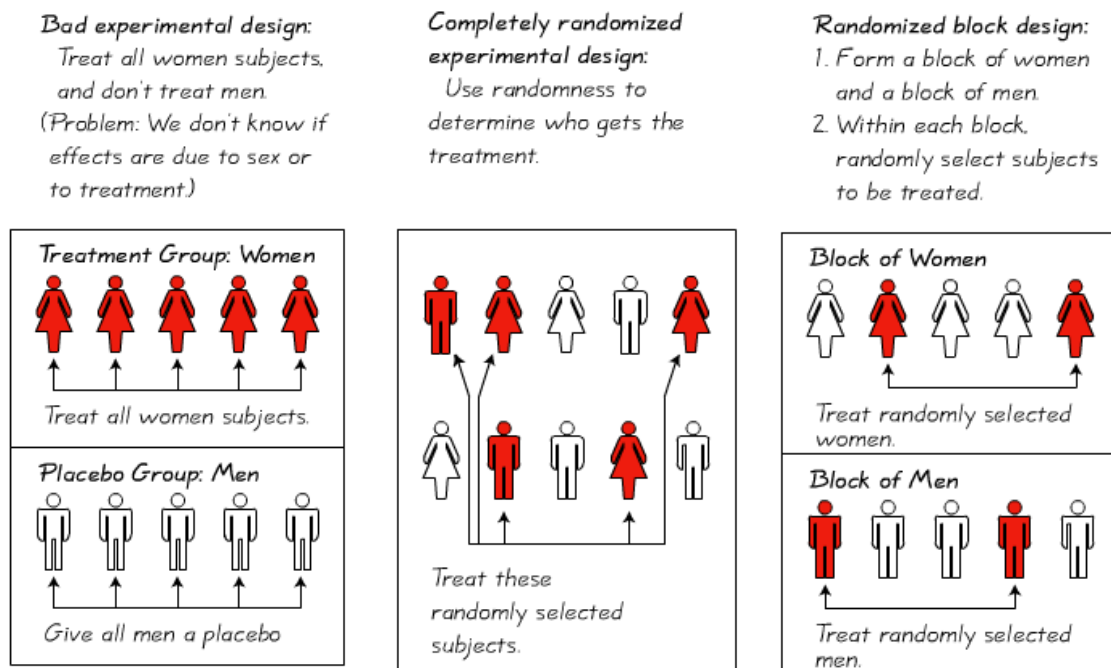 Bad experimental design:
Treat all women subjects,
and don't treat men.
(Problem: We don't know if
effects are due to sex or
to treatment.)
Treatment Group: Women
Treat all women subjects.
Placebo Group: Men
Give all men a placebo
Completely randomized
experimental design:
Use randomness to
determine who gets the
treatment.
Treat these
randomly selected
subjects.
Randomized block design:
1. Form a block of women
and a block of men.
2. Within each block,
randomly select subjects
to be treated.
Block of Women
Treat randomly selected
women.
Block of Men
Treat randomly selected
men.